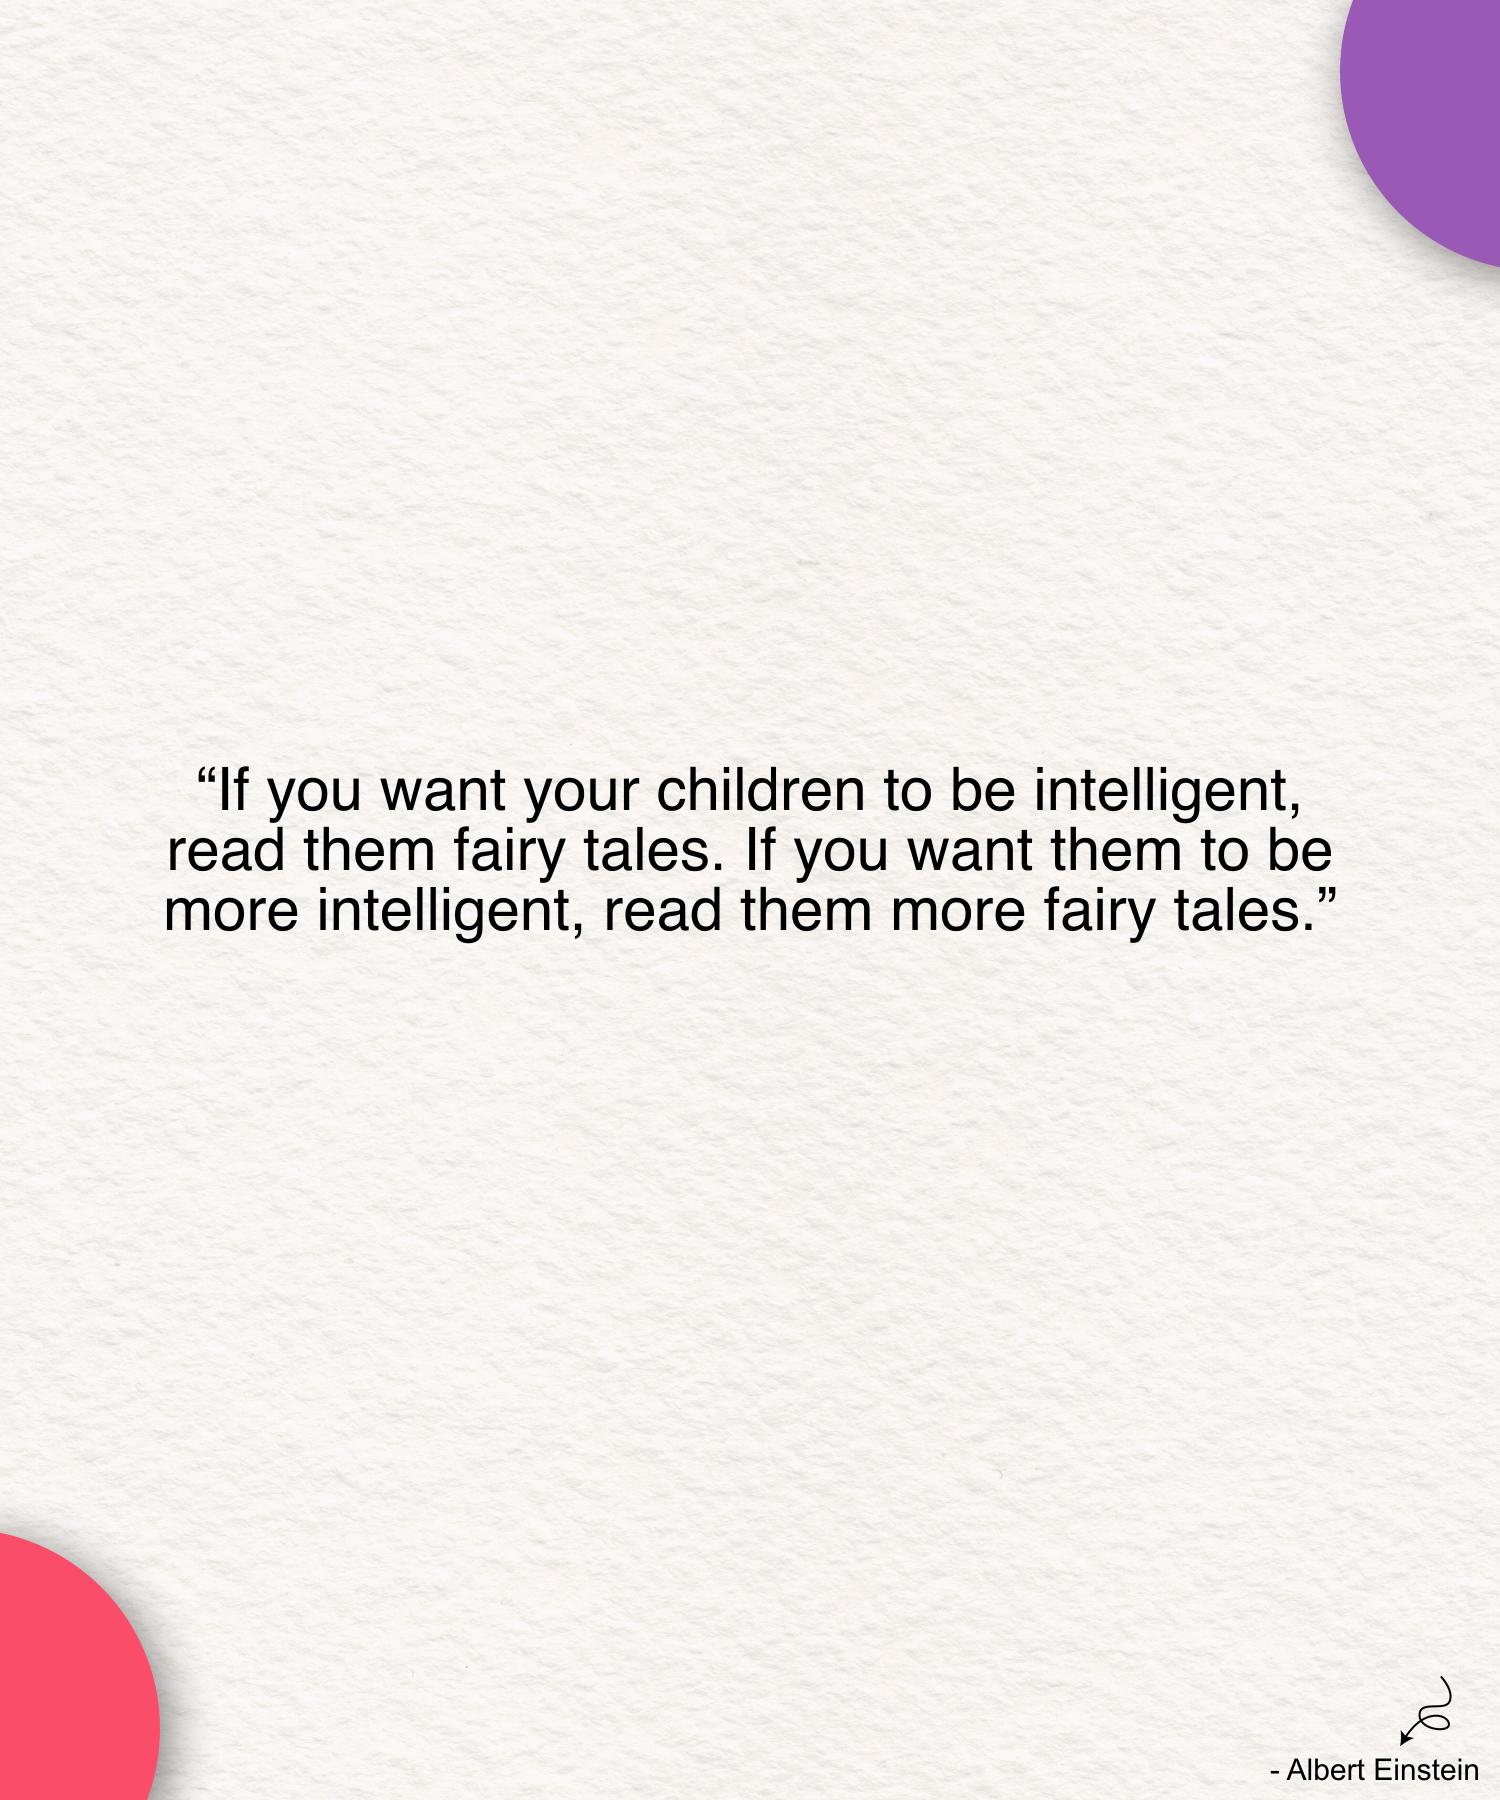 “If you want your children to be intelligent,
read them fairy tales. If you want them to be
more intelligent, read them more fairy tales.”
- Albert Einstein